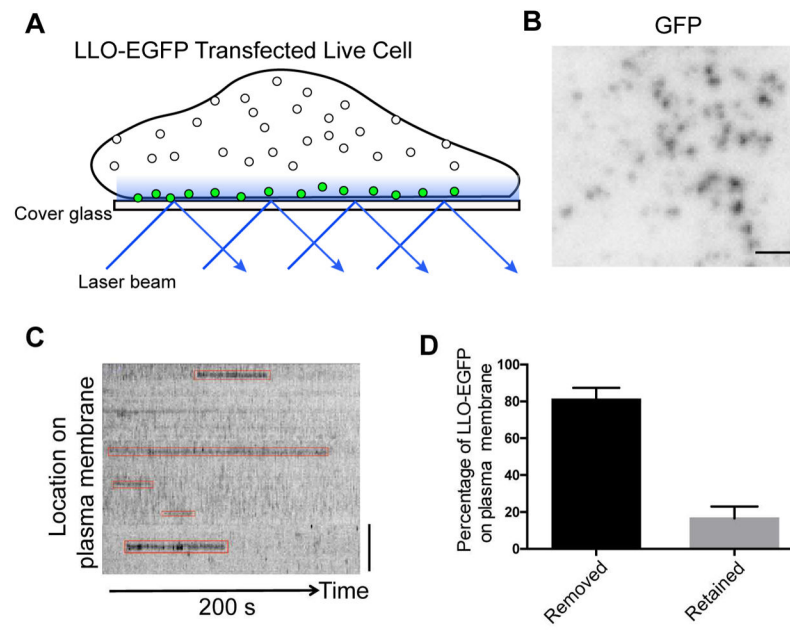 A
LLO-EGFP Transfected Live Cell
Cover glass
Laser beam
B
GFP
C
Location on
plasma membrane
Time
200 s
D
Percentage of LLO-EGFP
on plasma membrane
100
80
60
40
20
0
Removed
Retained